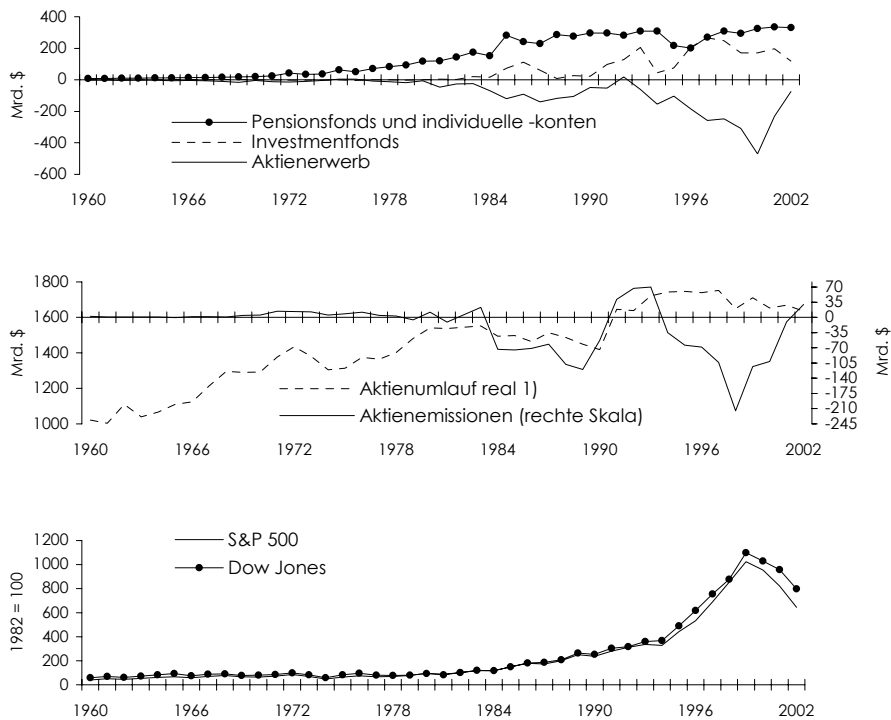 400
200
0
-200
-400
-600
Mrd. $
Pensionsfonds und individuelle -konten
Investmentfonds
Aktienerwerb
1960 1966 1972 1978 1984 1990 1996 2002
1800
1600
1400
1200
1000
Mrd. $
70
35
0
-35
-70
-105
-140
-175
-210
-245
Mrd. $
Aktienumlauf real 1)
Aktienemissionen (rechte Skala)
1960 1966 1972 1978 1984 1990 1996 2002
1200
1000
800
600
400
200
0
1982 = 100
S&P 500
Dow Jones
1960 1966 1972 1978 1984 1990 1996 2002